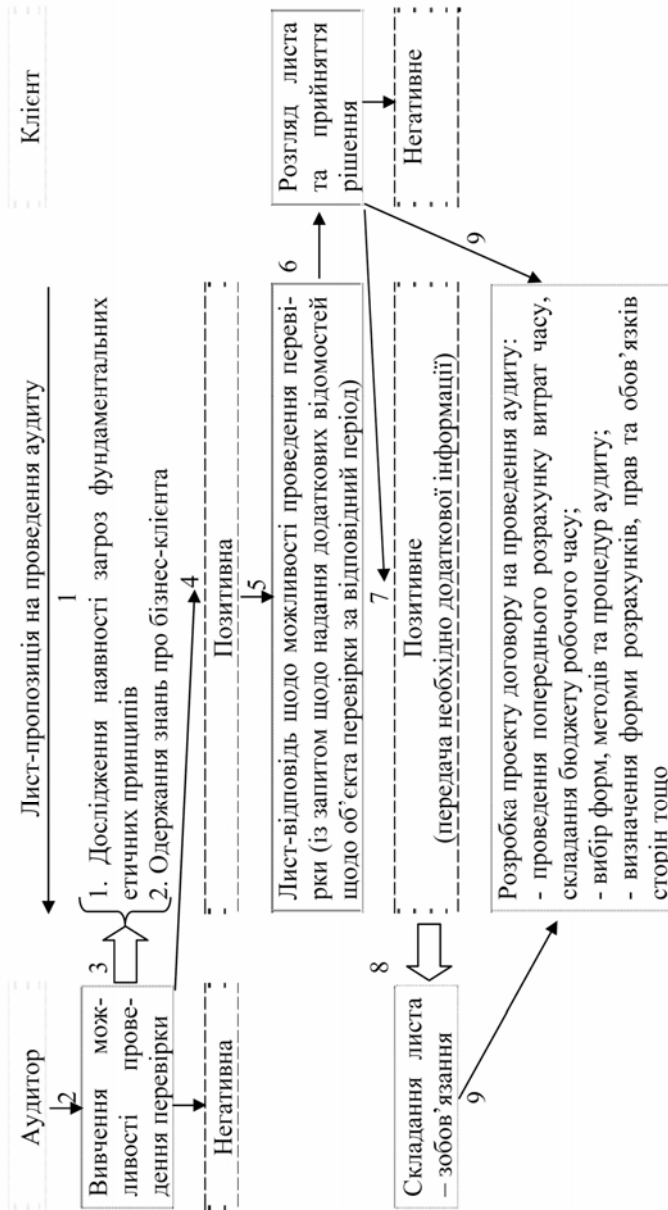 Клієнт
Лист-пропозиція на проведення аудиту
Аудитор
1
2
3
1. Дослідження наявності загроз фундаментальних
етичних принципів
2. Одержання знань про бізнес-клієнта
Вивчення мож-
ливості прове-
дення перевірки
4
Негативна
Позитивна
5
6
Лист-відповідь щодо можливості проведення переві-
рки (із запитом щодо надання додаткових відомостей
щодо об’єкта перевірки за відповідний період)
Розгляд листа
та прийняття
рішення
7
8
Позитивне
(передача необхідно додаткової інформації)
Негативне
Складання листа
– зобов’язання
9
9
Розробка проекту договору на проведення аудиту:
- проведення попереднього розрахунку витрат часу,
складання бюджету робочого часу;
- вибір форм, методів та процедур аудиту;
- визначення форми розрахунків, прав та обов’язків
сторін тощо